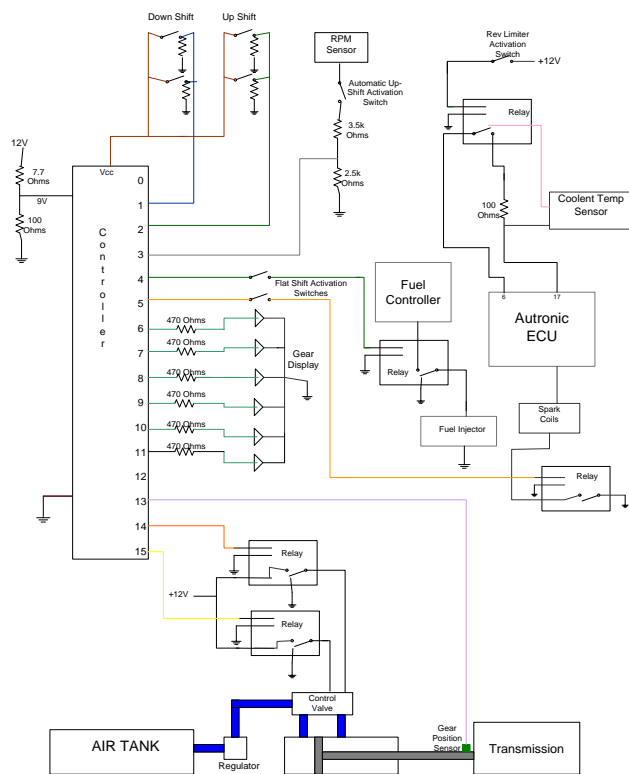 Down Shift
Up Shift
RPM
Sensor
Rev Limiter
Activation
Switch
+12V
Automatic Up-
Shift Activation
Switch
Relay
3.5k
Ohms
2.5k
Ohms
12V
7.7
Ohms
9V
100
Ohms
Vcc
Controller
0
1
2
3
4
5
6
7
8
9
10
11
12
13
14
15
100
Ohms
Coolent Temp
Sensor
Flat Shift Activation
Switches
Fuel
Controller
6
17
Autronic
ECU
470 Ohms
470 Ohms
470 Ohms
470 Ohms
470 Ohms
470 Ohms
Gear
Display
Relay
Fuel Injector
Spark
Coils
Relay
Relay
+12V
Relay
Control
Valve
AIR TANK
Regulator
Gear
Position
Sensor
Transmission